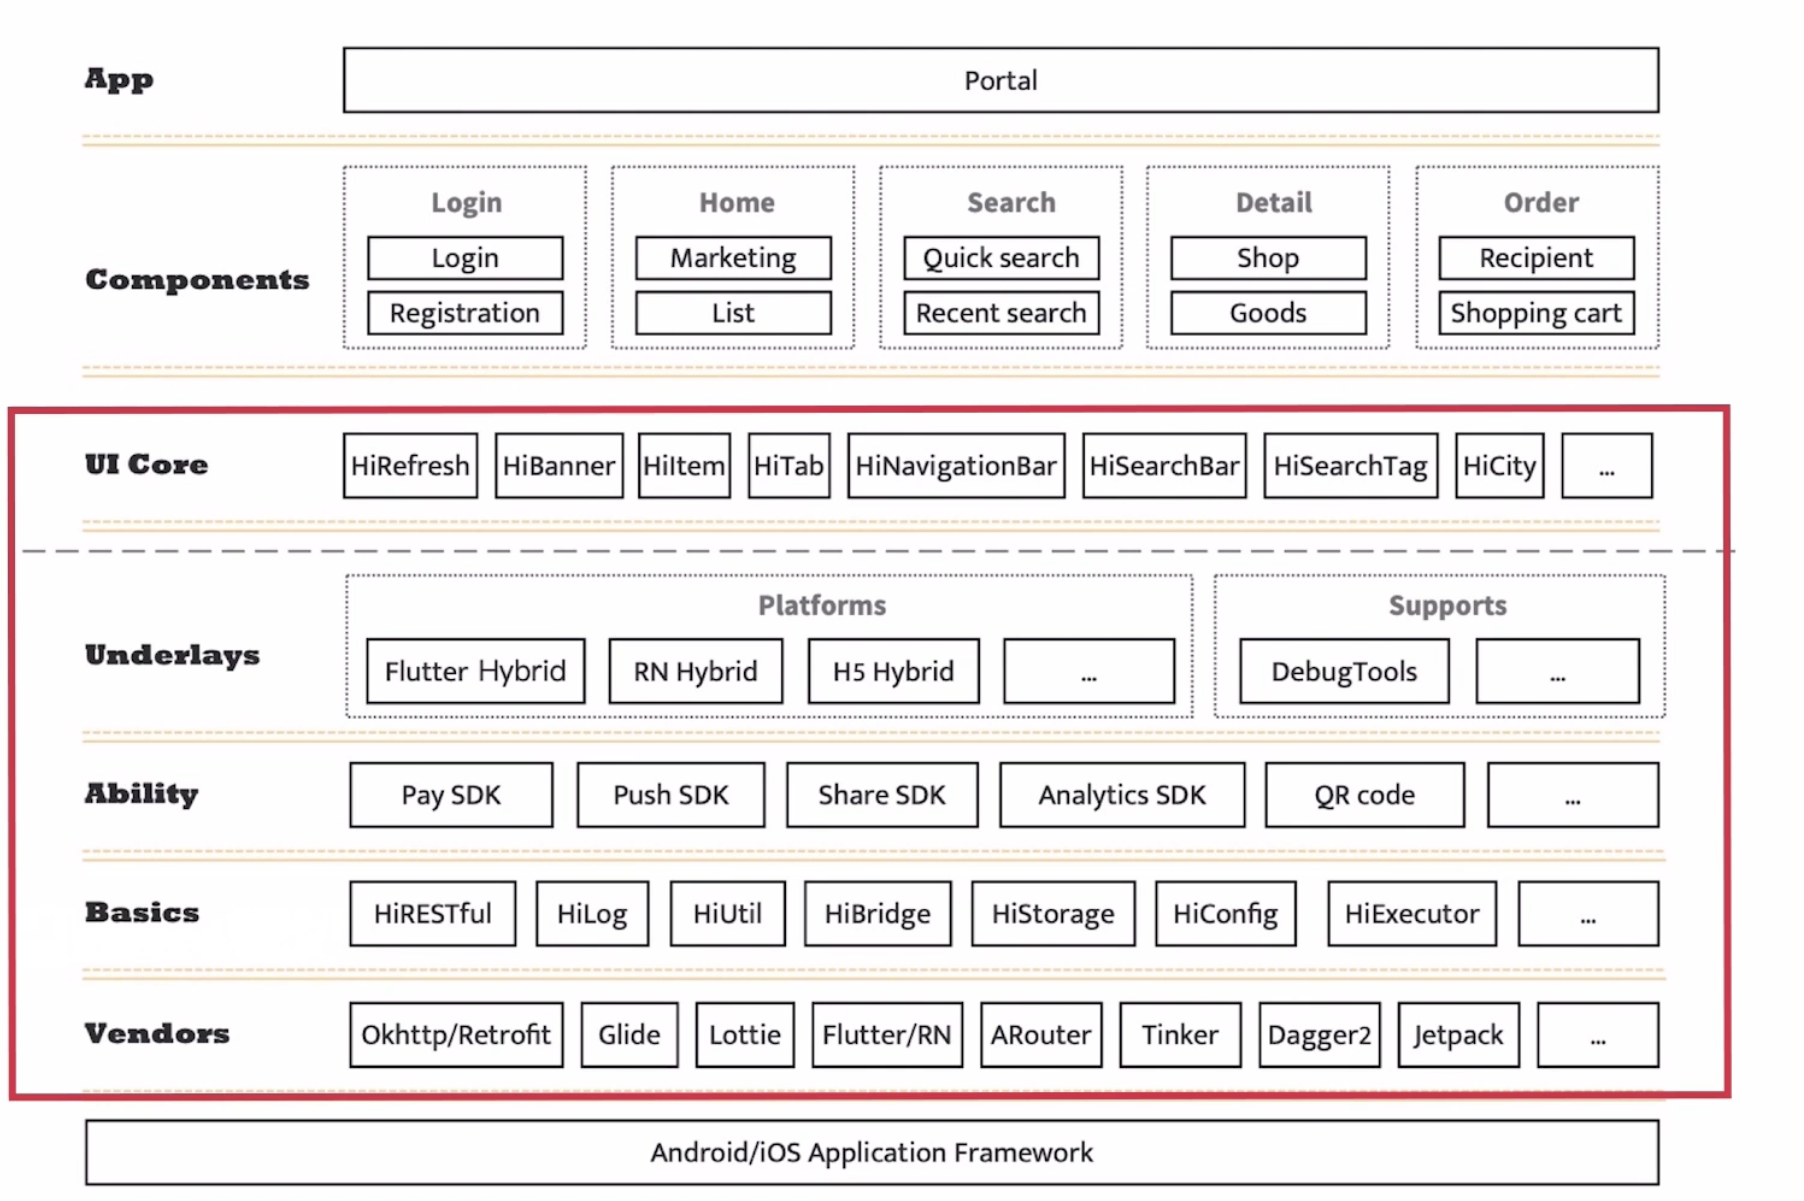 App
Portal
Components
Login
Login
Registration
Home
Marketing
List
Search
Quick search
Recent search
Detail
Shop
Goods
Order
Recipient
Shopping cart
UI Core
HiRefresh
HiBanner
HiItem
HiTab
HiNavigationBar
HiSearchBar
HiSearchTag
HiCity
...
Underlays
Platforms
Flutter Hybrid
RN Hybrid
H5 Hybrid
...
Supports
DebugTools
...
Ability
Pay SDK
Push SDK
Share SDK
Analytics SDK
QR code
...
Basics
HiRESTful
HiLog
HiUtil
HiBridge
HiStorage
HiConfig
HiExecutor
...
Vendors
Okhttp/Retrofit
Glide
Lottie
Flutter/RN
ARouter
Tinker
Dagger2
Jetpack
...
Android/iOS Application Framework